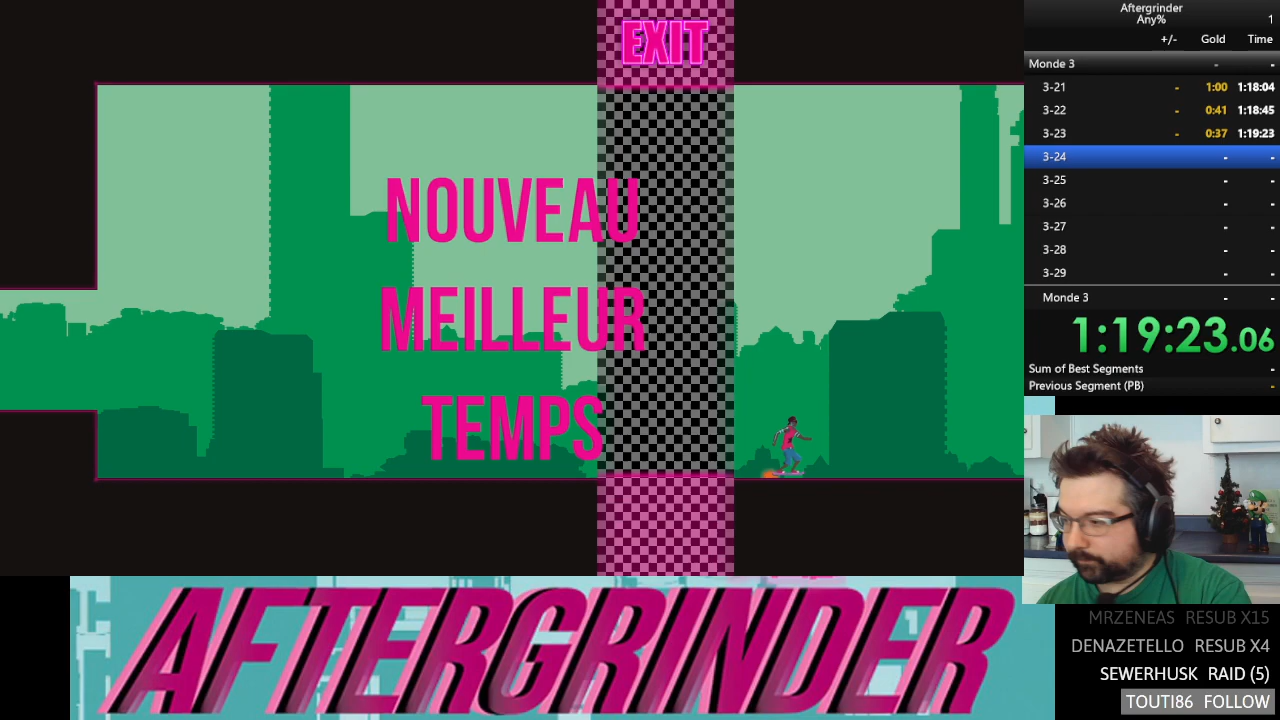 EXIT
NOUVEAU
MEILLEUR
TEMPS
Aftergrinder
Any% 1
+/- Gold Time
Monde 3 - -
3-21 - 1:00 1:18:04
3-22 - 0:41 1:18:45
3-23 - 0:37 1:19:23
3-24 - -
3-25 - -
3-26 - -
3-27 - -
3-28 - -
3-29 - -
Monde 3 - -
1:19:23.06
Sum of Best Segments -
Previous Segment (PB) -
AFTERGRINDER
MRZENEAS RESUB X15
DENAZETELLO RESUB X4
SEWERHUSK RAID (5)
TOUTI86 FOLLOW